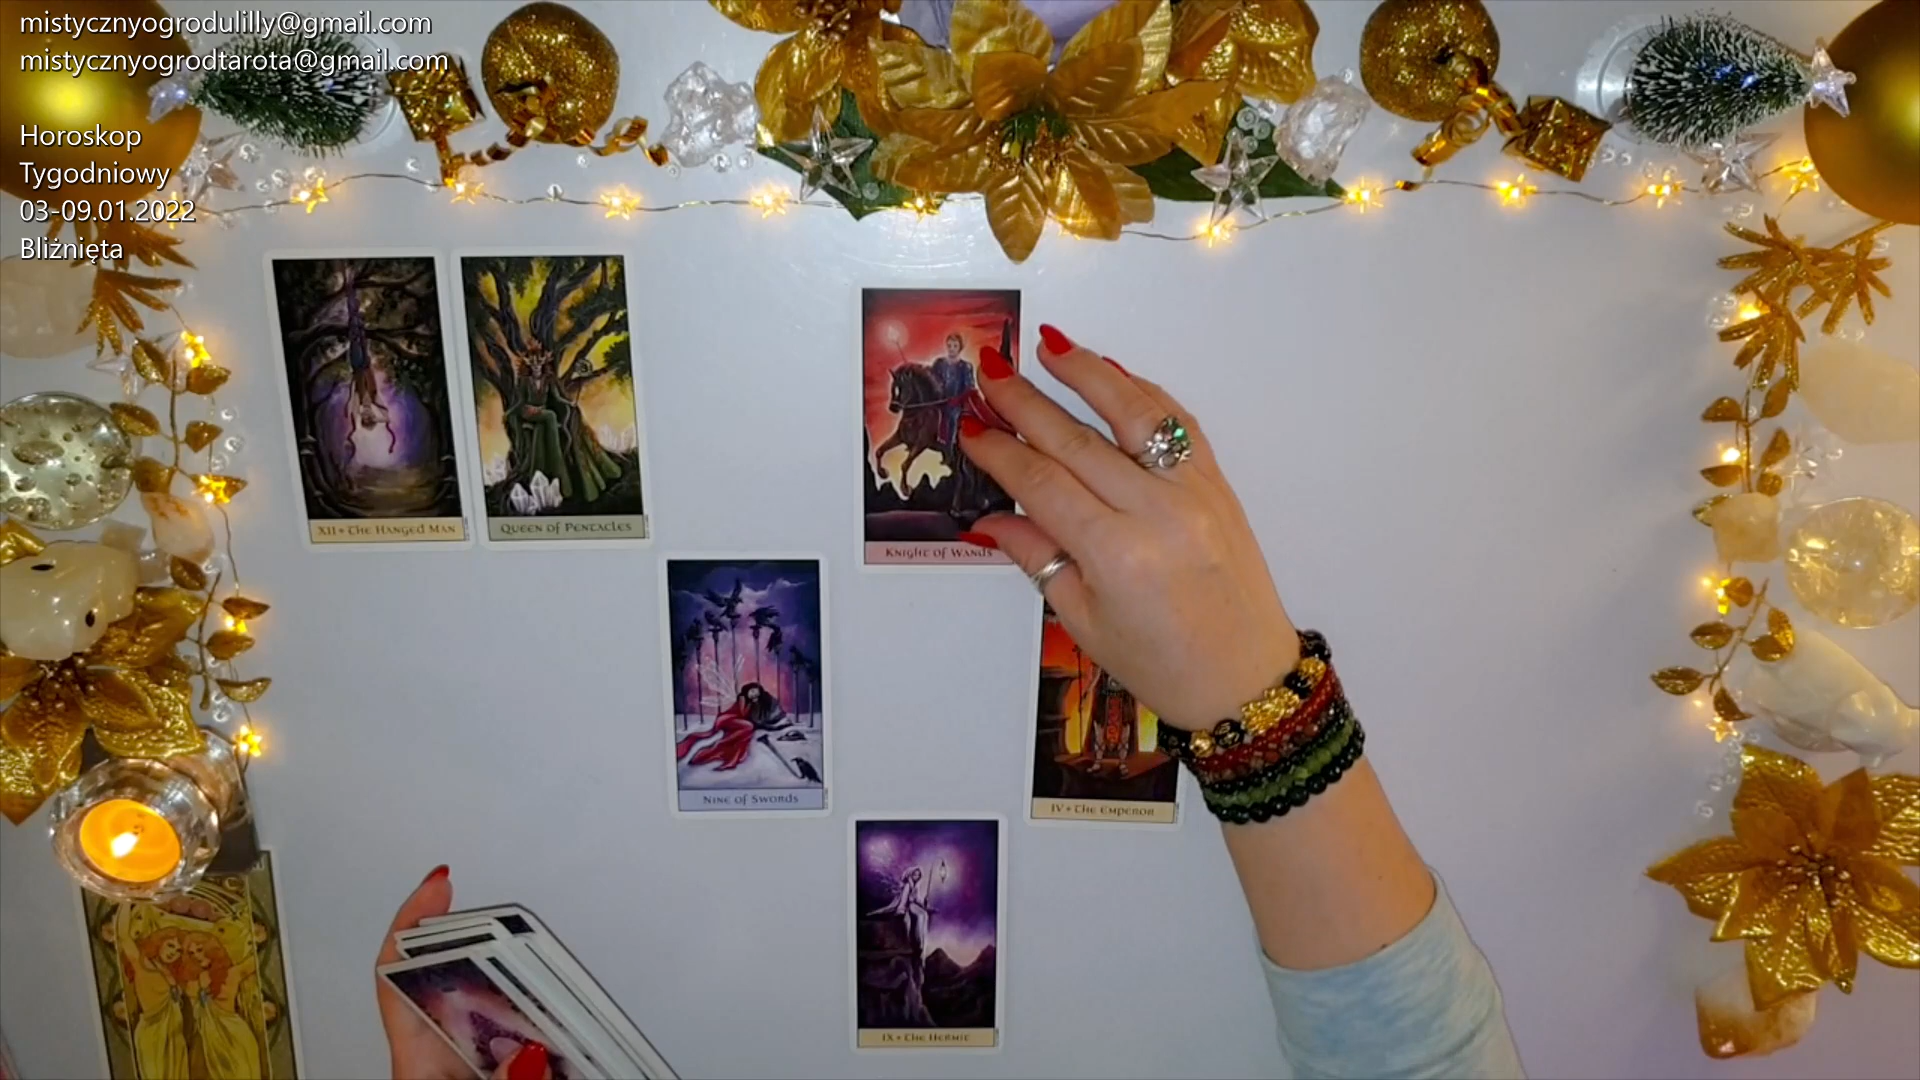 mistycznyogrodulilly@gmail.com
mistycznyogrodtarota@gmail.com
Horoskop
Tygodniowy
03-09.01.2022
Bliżnięta
XII • The Hanged Man
Queen of Pentacles
Knight of Wands
Nine of Swords
IV • The Emperor
IX • The Hermit